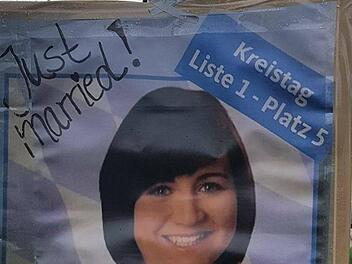 Just
married!
Kreistag
Liste 1 - Platz 5